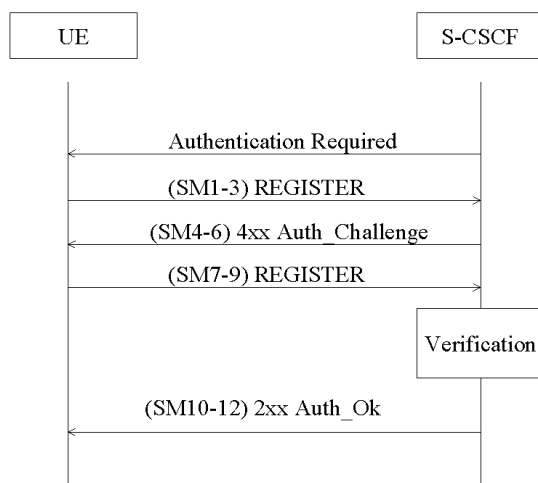 UE
S-CSCF
Authentication Required
(SM1-3) REGISTER
(SM4-6) 4xx Auth_Challenge
(SM7-9) REGISTER
Verification
(SM10-12) 2xx Auth_Ok